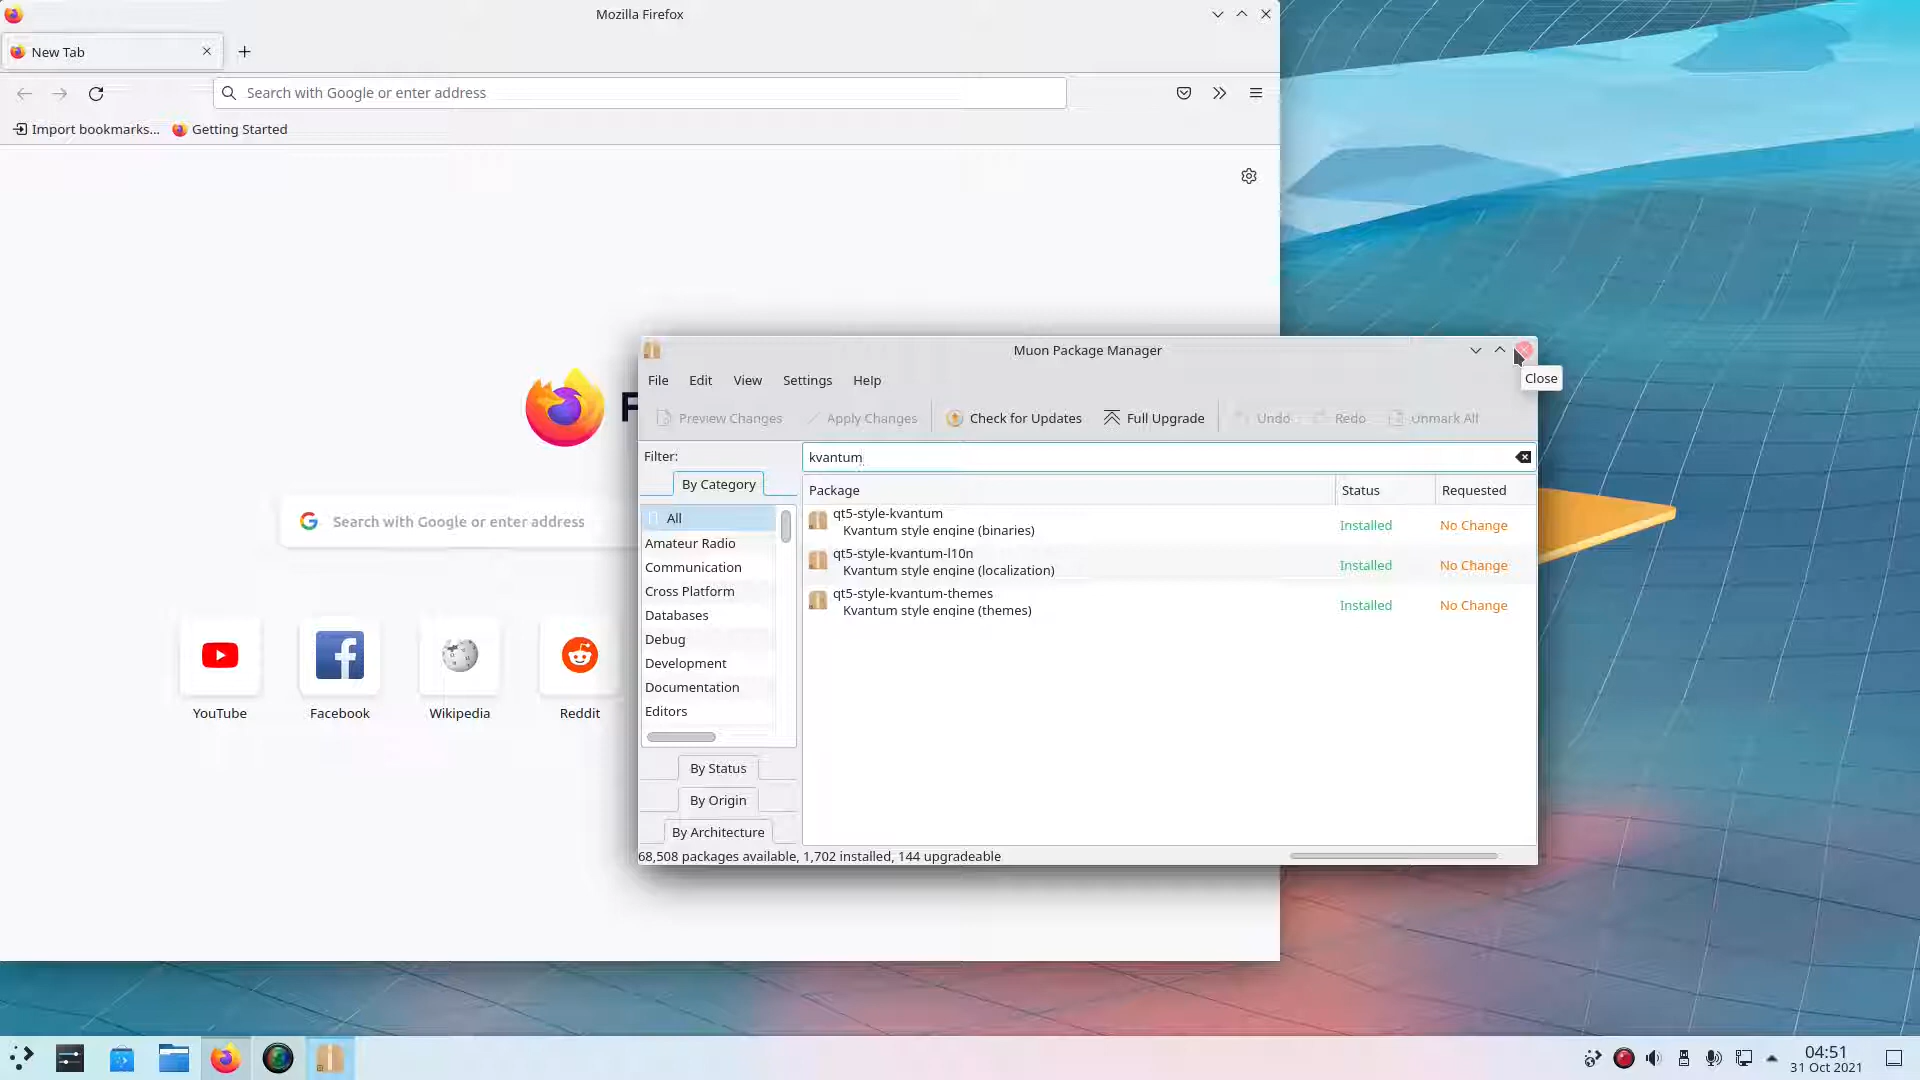 Mozilla Firefox
New Tab
Search with Google or enter address
Import bookmarks... Getting Started
F
Search with Google or enter address
YouTube Facebook Wikipedia Reddit
Muon Package Manager
Close
File Edit View Settings Help
Preview Changes Apply Changes Check for Updates Full Upgrade Undo Redo Unmark All
Filter: kvantum
By Category
Package Status Requested
All
Amateur Radio
Communication
Cross Platform
Databases
Debug
Development
Documentation
Editors
qt5-style-kvantum
Kvantum style engine (binaries) Installed No Change
qt5-style-kvantum-l10n
Kvantum style engine (localization) Installed No Change
qt5-style-kvantum-themes
Kvantum style engine (themes) Installed No Change
By Status
By Origin
By Architecture
68,508 packages available, 1,702 installed, 144 upgradeable
04:51
31 Oct 2021